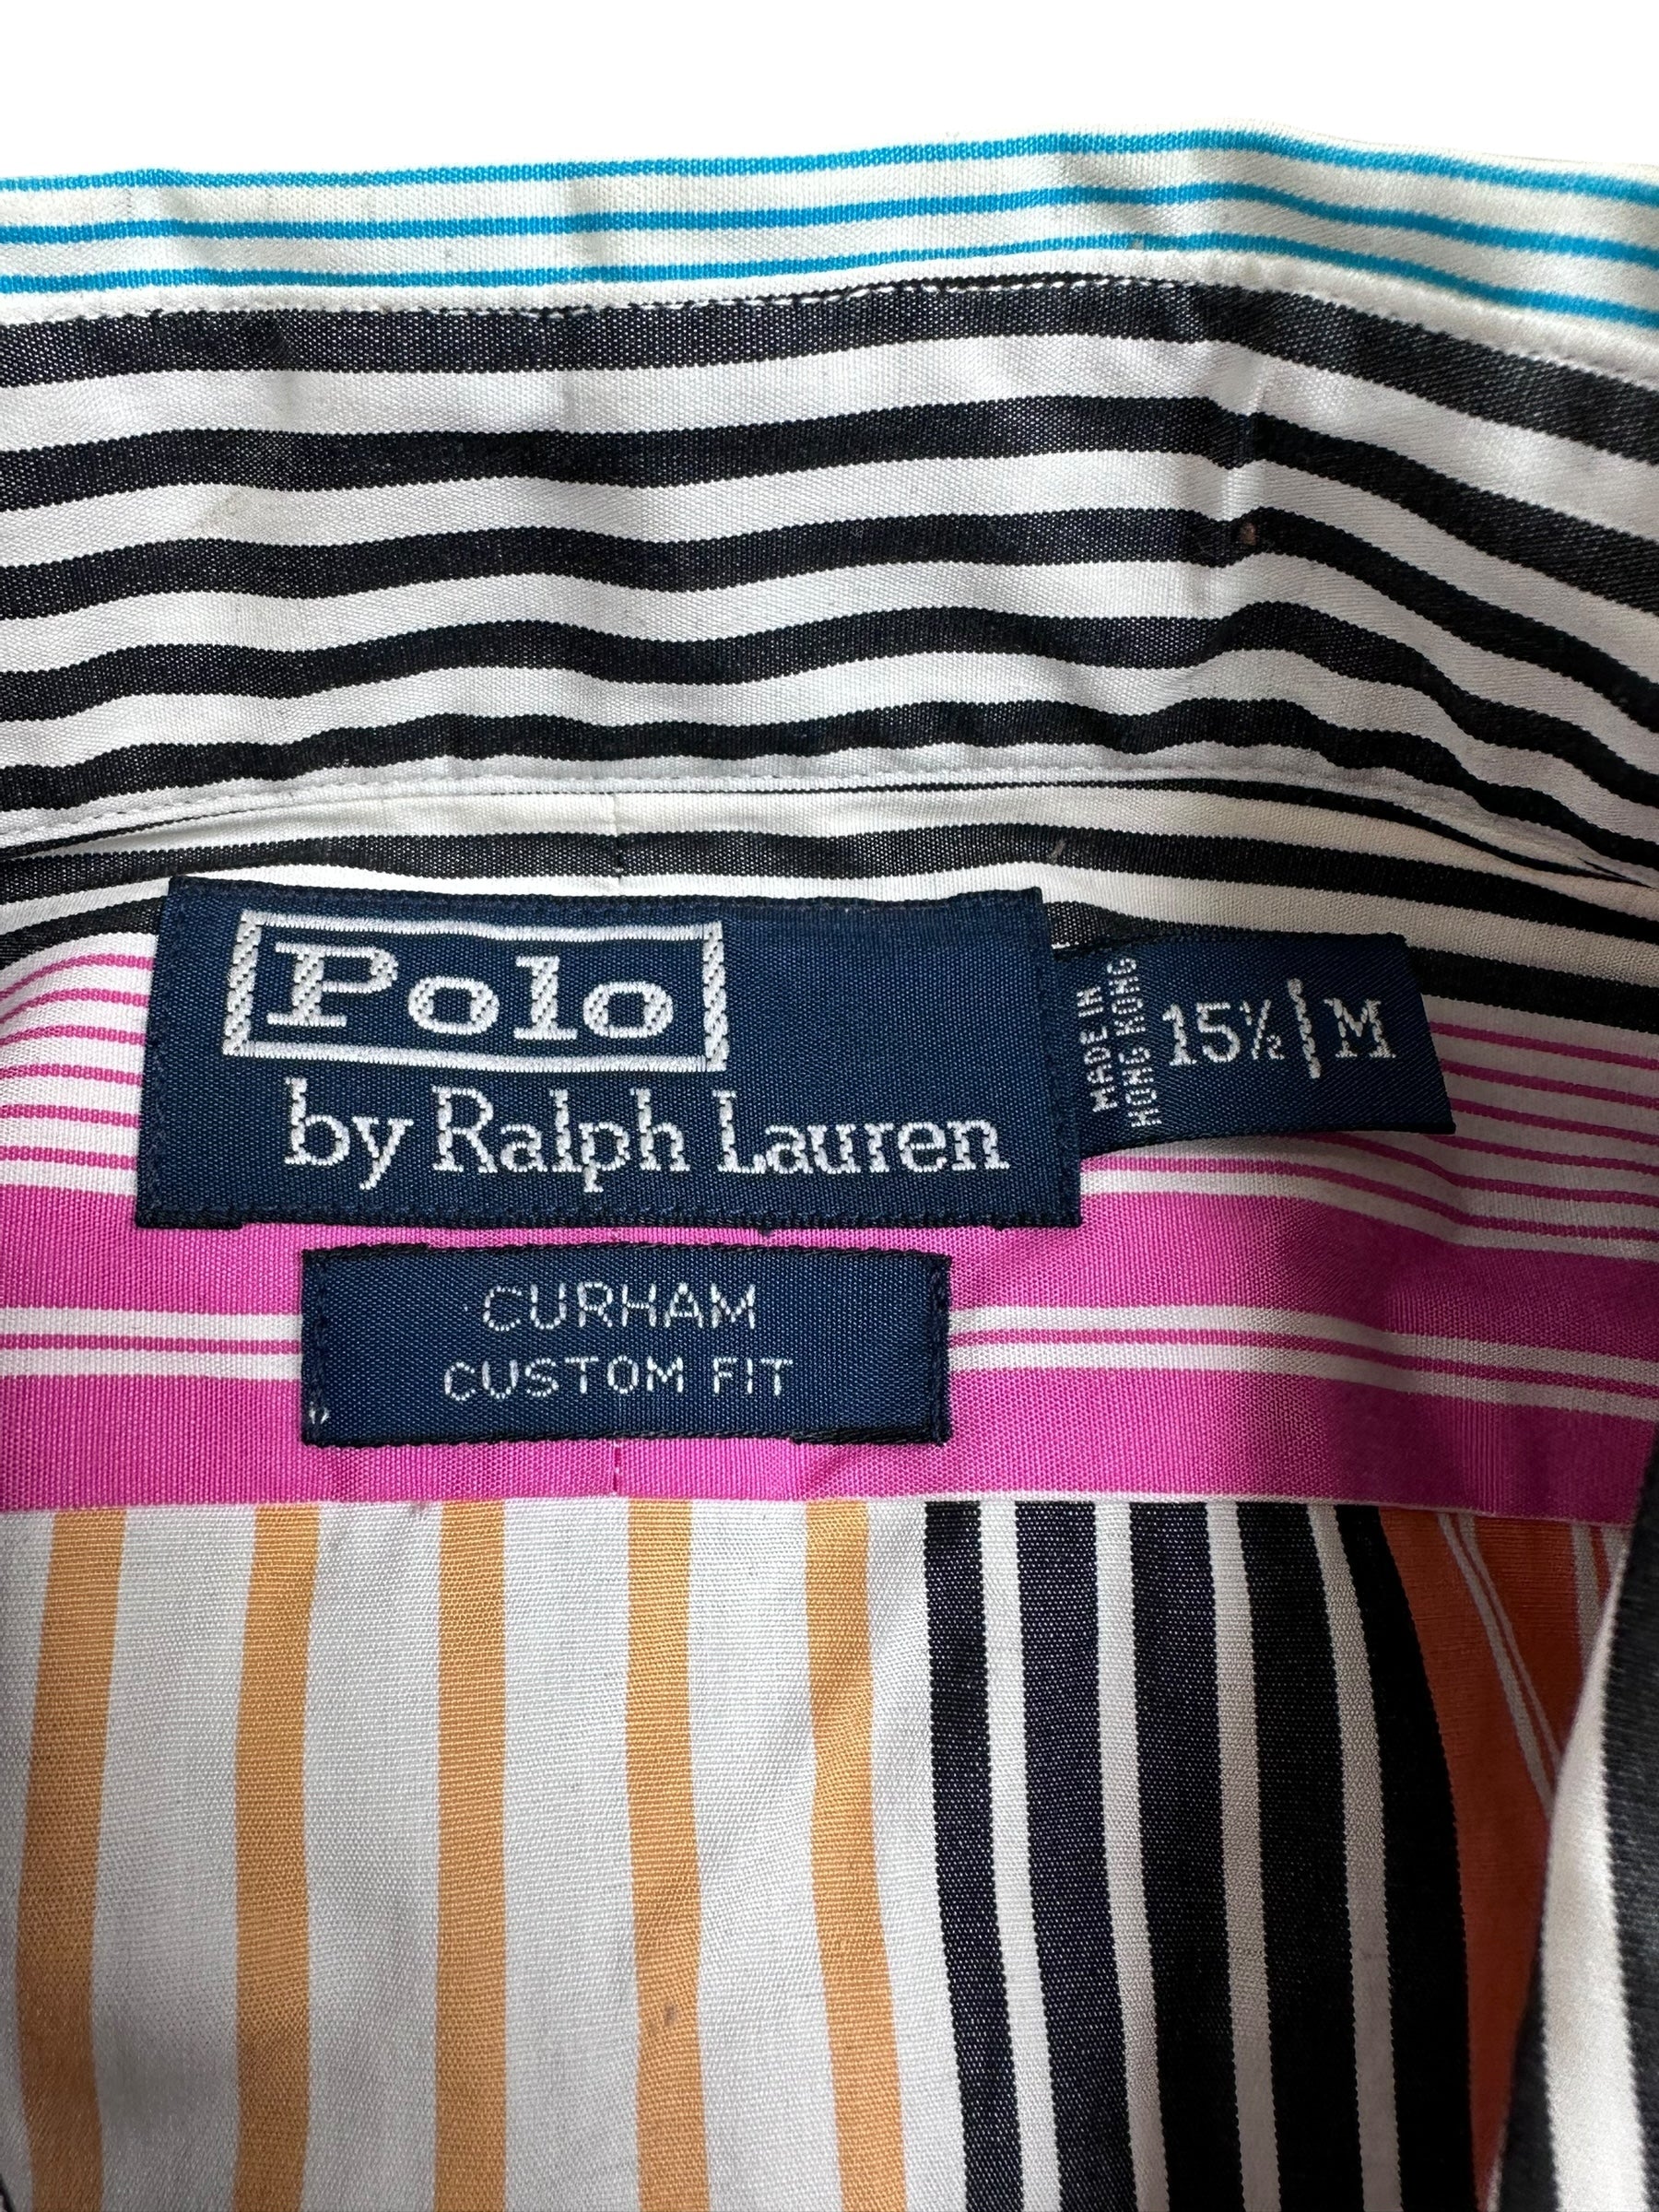 Polo
by Ralph Lauren
MADE IN
HONG KONG
15½ | M
CURHAM
CUSTOM FIT